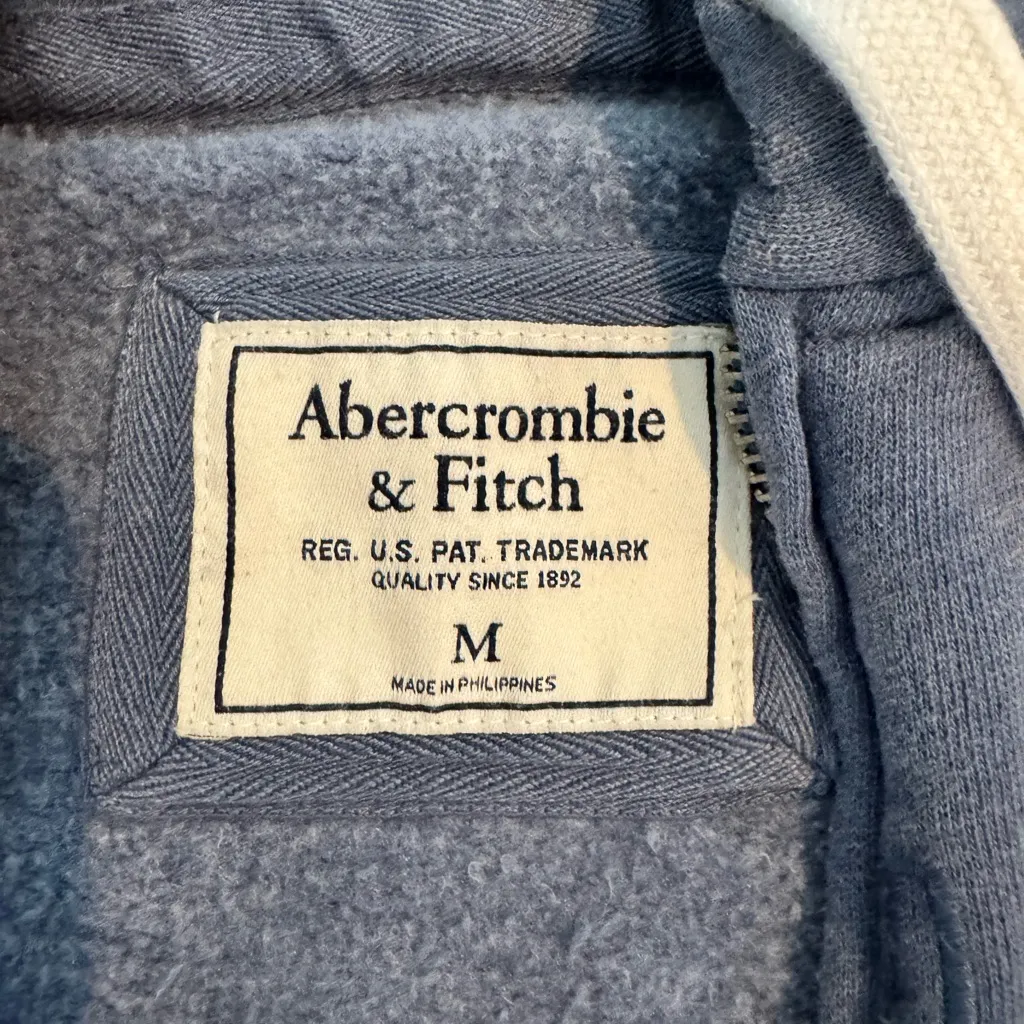 Abercrombie
& Fitch
REG. U.S. PAT. TRADEMARK
QUALITY SINCE 1892
M
MADE IN PHILIPPINES